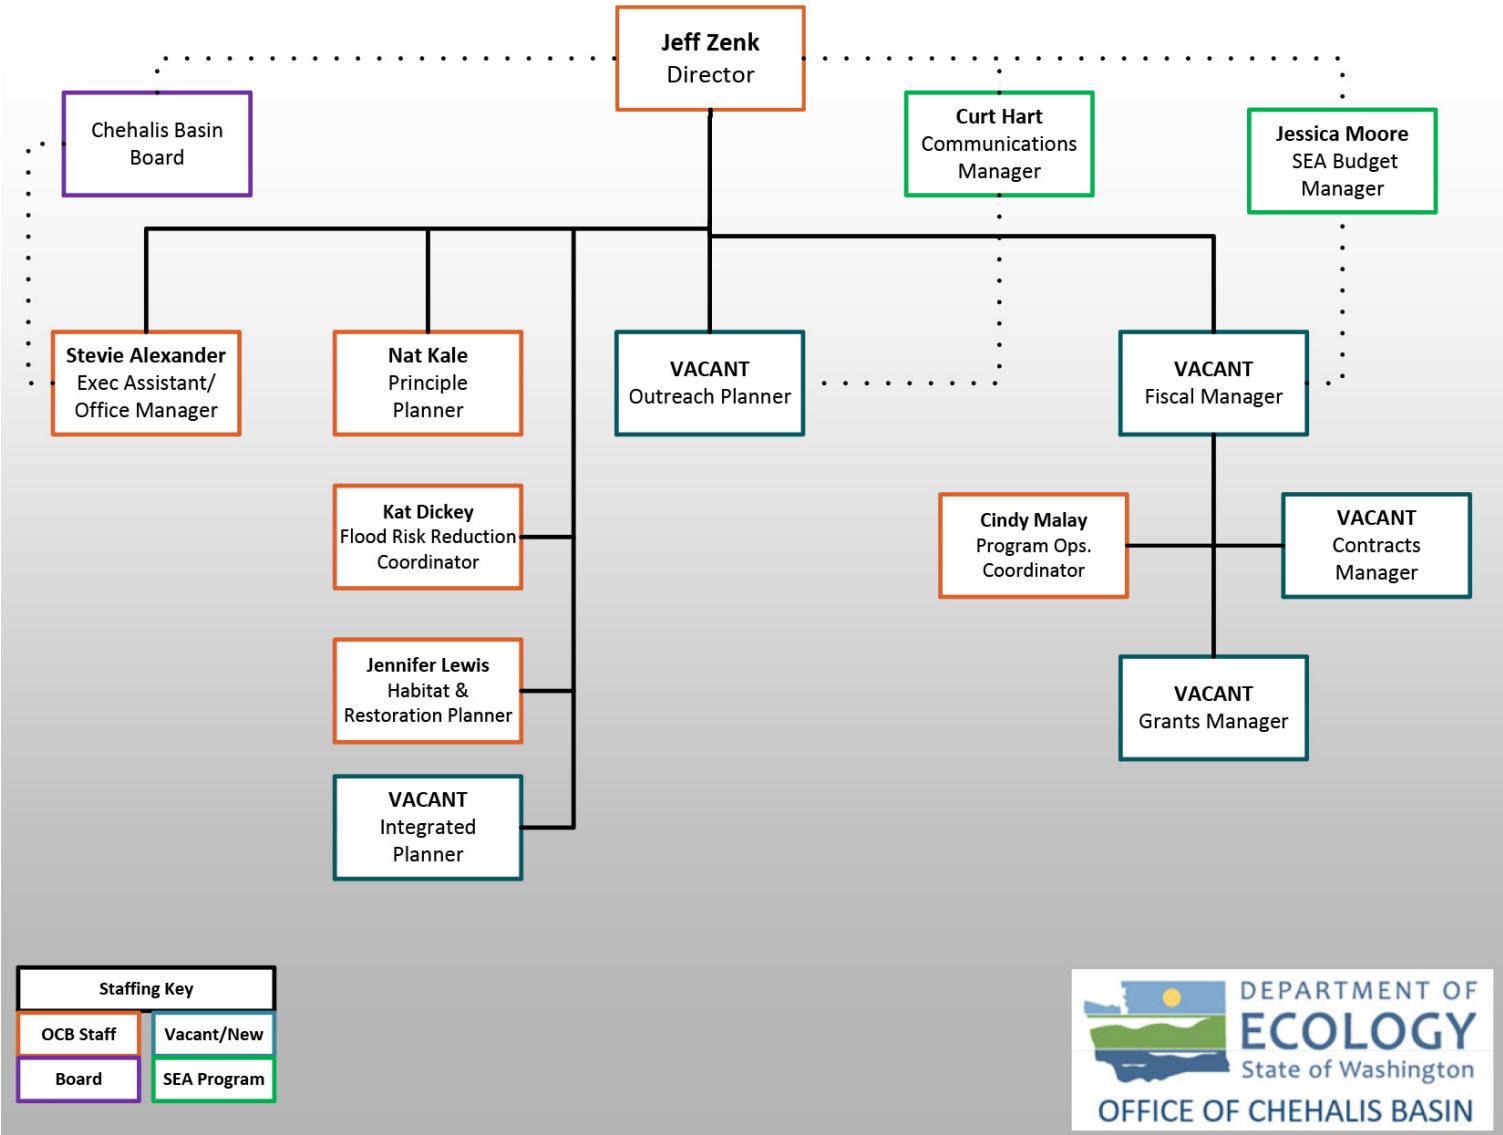 Jeff Zenk
Director
Chehalis Basin
Board
Curt Hart
Communications
Manager
Jessica Moore
SEA Budget
Manager
Stevie Alexander
Exec Assistant/
Office Manager
Nat Kale
Principle
Planner
VACANT
Outreach Planner
VACANT
Fiscal Manager
Kat Dickey
Flood Risk Reduction
Coordinator
Cindy Malay
Program Ops.
Coordinator
VACANT
Contracts
Manager
Jennifer Lewis
Habitat &
Restoration Planner
VACANT
Grants Manager
VACANT
Integrated
Planner
Staffing Key
OCB Staff
Vacant/New
Board
SEA Program
DEPARTMENT OF
ECOLOGY
State of Washington
OFFICE OF CHEHALIS BASIN